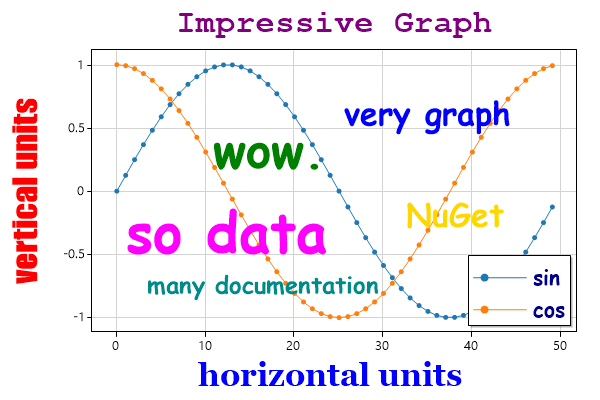 Impressive Graph
vertical units
1
0.5
0
-0.5
-1
very graph
wow.
NuGet
so data
many documentation
sin
cos
0
10
20
30
40
50
horizontal units